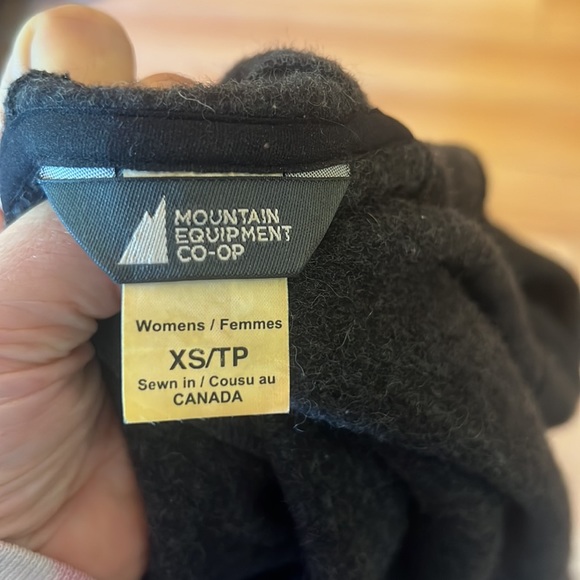 MOUNTAIN
EQUIPMENT
CO-OP
Womens / Femmes
XS/TP
Sewn in / Cousu au
CANADA